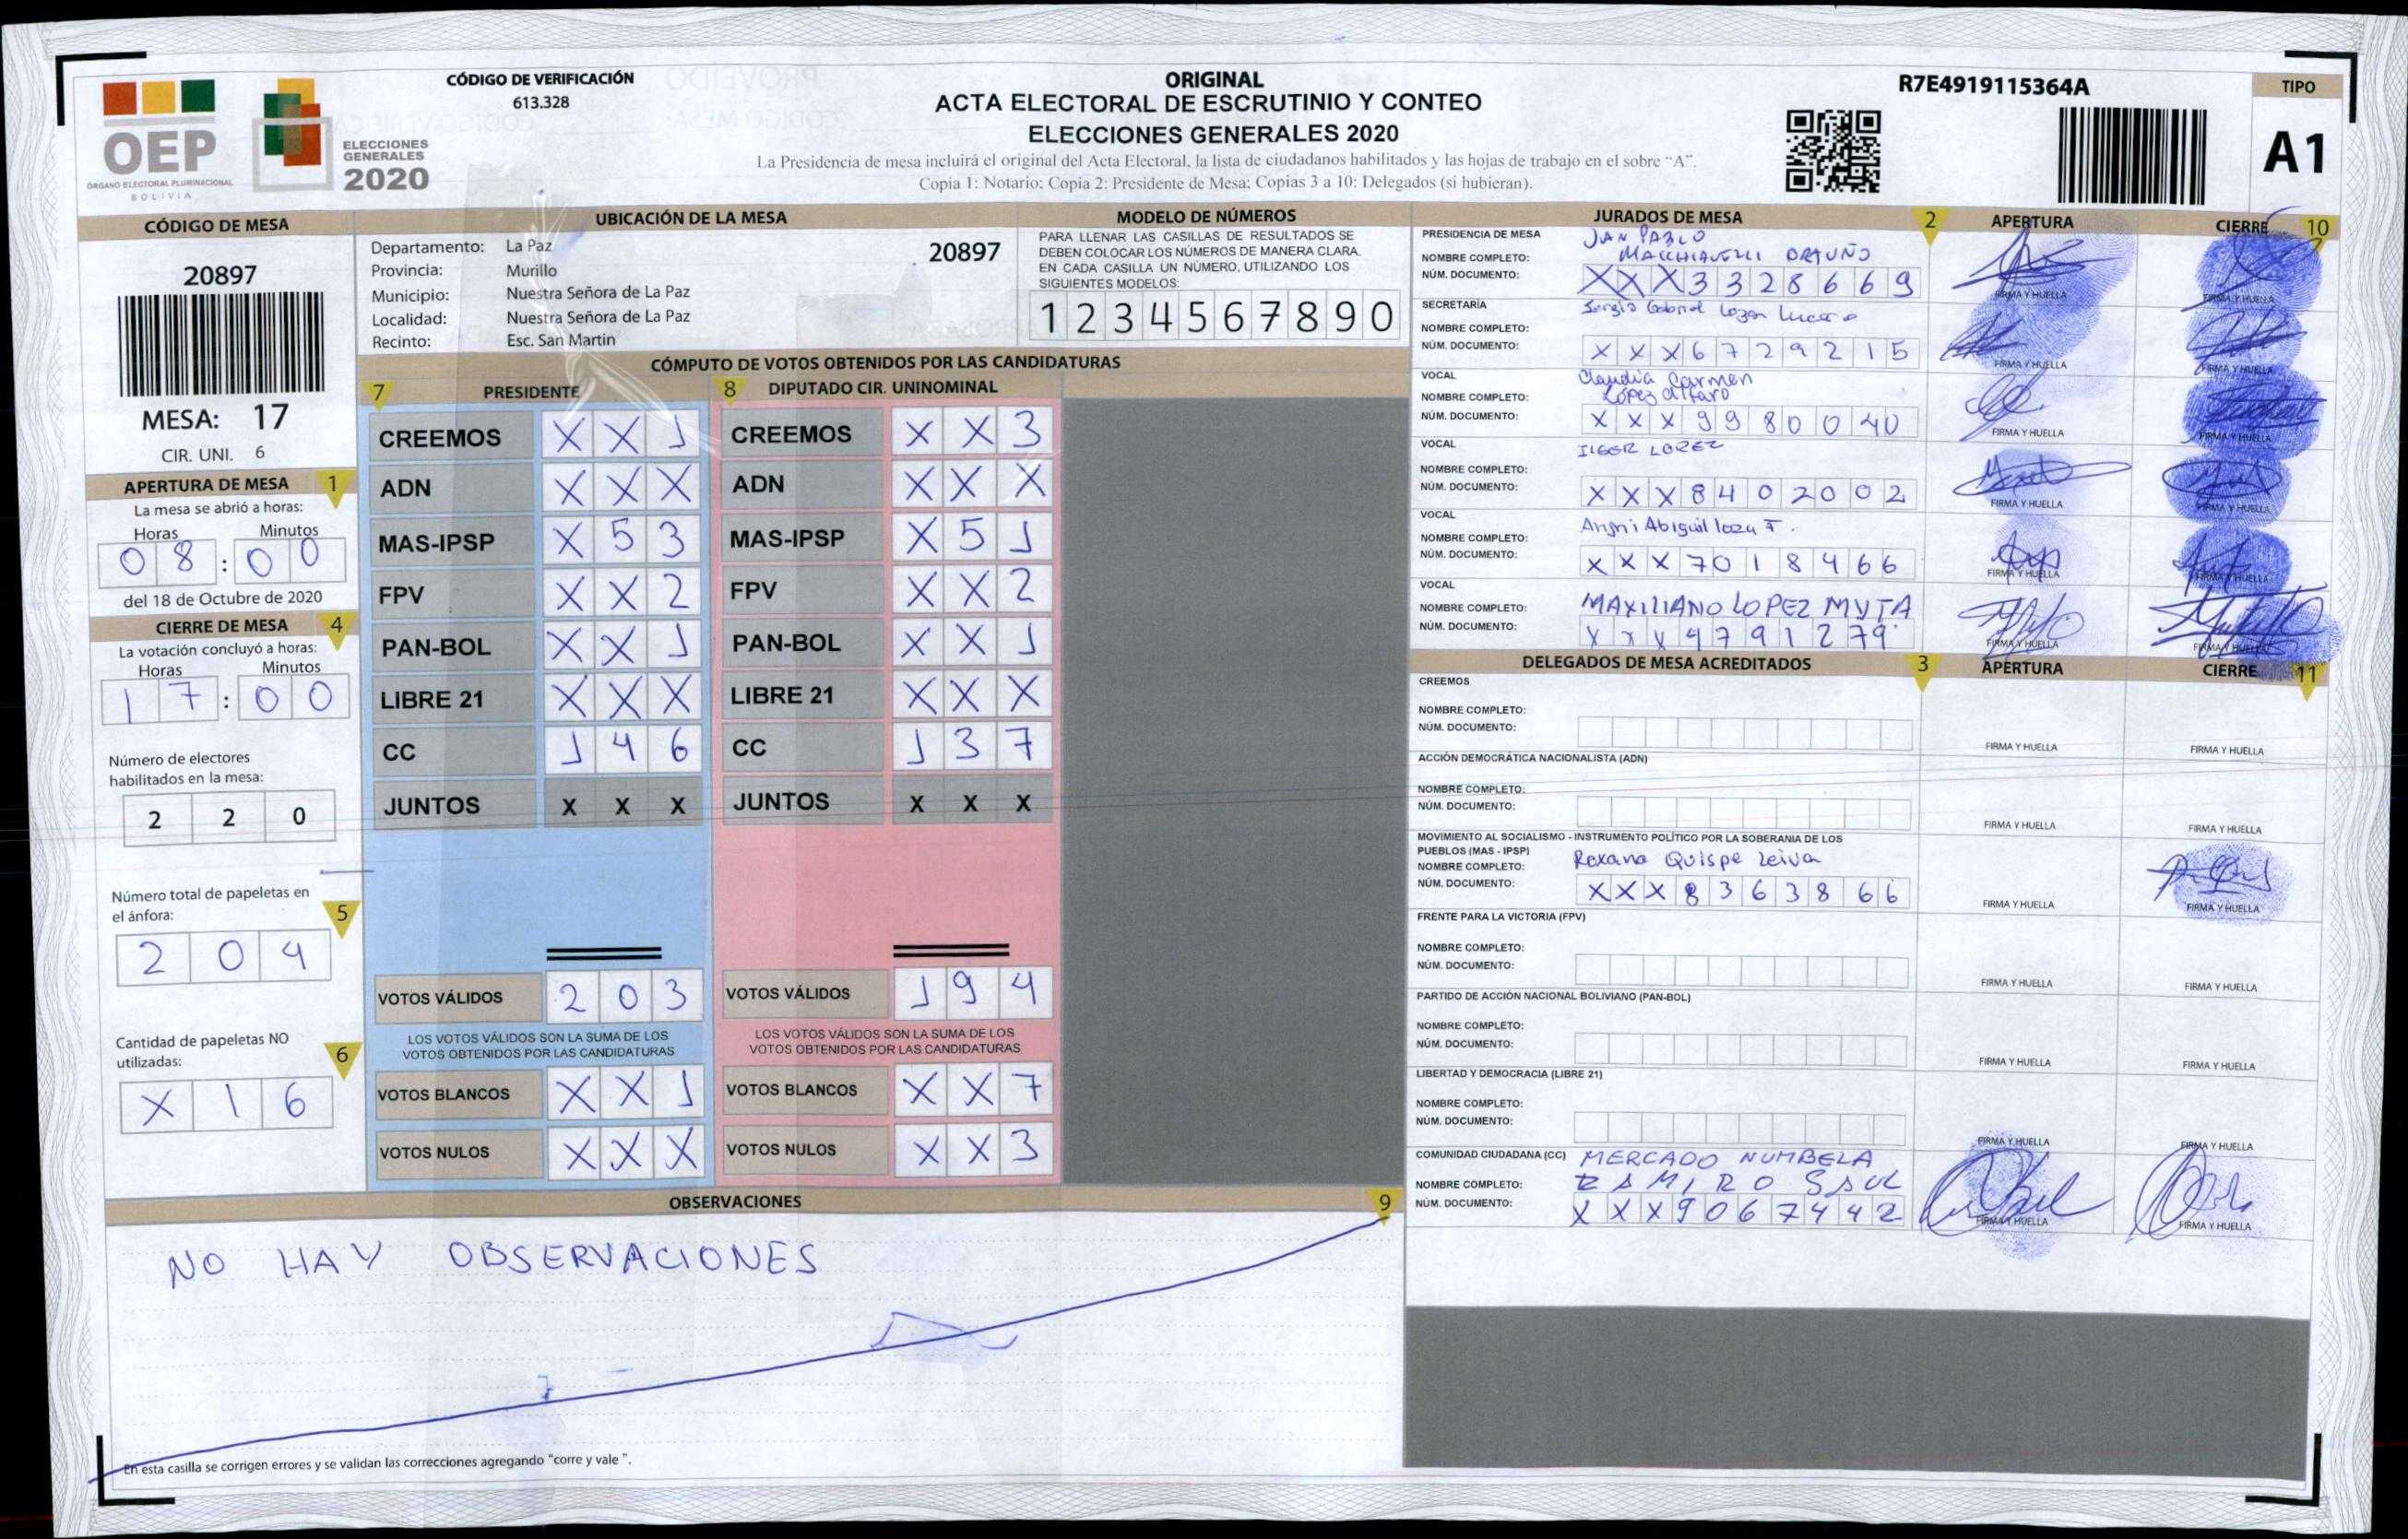 CÓDIGO DE VERIFICACIÓN
613.328
ORIGINAL
ACTA ELECTORAL DE ESCRUTINIO Y CONTEO
ELECCIONES GENERALES 2020
La Presidencia de mesa incluirá el original del Acta Electoral, la lista de ciudadanos habilitados y las hojas de trabajo en el sobre "A".
Copia 1: Notario; Copia 2: Presidente de Mesa; Copias 3 a 10: Delegados (si hubieran).
R7E4919115364A
TIPO
A1
OEP
ÓRGANO ELECTORAL PLURINACIONAL
BOLIVIA
ELECCIONES
GENERALES
2020
CÓDIGO DE MESA
20897
MESA: 17
CIR. UNI. 6
APERTURA DE MESA 1
La mesa se abrió a horas:
Horas Minutos
08:00
del 18 de Octubre de 2020
CIERRE DE MESA 4
La votación concluyó a horas:
Horas Minutos
17:00
Número de electores
habilitados en la mesa:
220
Número total de papeletas en
el ánfora: 5
204
Cantidad de papeletas NO
utilizadas: 6
X16
UBICACIÓN DE LA MESA
Departamento: La Paz 20897
Provincia: Murillo
Municipio: Nuestra Señora de La Paz
Localidad: Nuestra Señora de La Paz
Recinto: Esc. San Martin
MODELO DE NÚMEROS
PARA LLENAR LAS CASILLAS DE RESULTADOS SE
DEBEN COLOCAR LOS NÚMEROS DE MANERA CLARA.
EN CADA CASILLA UN NÚMERO, UTILIZANDO LOS
SIGUIENTES MODELOS:
1 2 3 4 5 6 7 8 9 0
CÓMPUTO DE VOTOS OBTENIDOS POR LAS CANDIDATURAS
7 PRESIDENTE
CREEMOS X X 1
ADN X X X
MAS-IPSP X 5 3
FPV X X 2
PAN-BOL X X 1
LIBRE 21 X X X
CC 1 4 6
JUNTOS X X X
VOTOS VÁLIDOS 2 0 3
LOS VOTOS VÁLIDOS SON LA SUMA DE LOS
VOTOS OBTENIDOS POR LAS CANDIDATURAS
VOTOS BLANCOS X X 1
VOTOS NULOS X X X
8 DIPUTADO CIR. UNINOMINAL
CREEMOS X X 3
ADN X X X
MAS-IPSP X 5 1
FPV X X 2
PAN-BOL X X 1
LIBRE 21 X X X
CC 1 3 7
JUNTOS X X X
VOTOS VÁLIDOS 1 9 4
LOS VOTOS VÁLIDOS SON LA SUMA DE LOS
VOTOS OBTENIDOS POR LAS CANDIDATURAS
VOTOS BLANCOS X X 7
VOTOS NULOS X X 3
OBSERVACIONES 9
NO HAY OBSERVACIONES
En esta casilla se corrigen errores y se validan las correcciones agregando "corre y vale ".
JURADOS DE MESA 2 APERTURA CIERRE 10
PRESIDENCIA DE MESA JAN PABLO
NOMBRE COMPLETO: MACCHIAVELLI ORTUÑO
NÚM. DOCUMENTO: XXX3328669
FIRMA Y HUELLA FIRMA Y HUELLA
SECRETARÍA Sergio Gabriel
NOMBRE COMPLETO:
NÚM. DOCUMENTO: XXX6729215
FIRMA Y HUELLA FIRMA Y HUELLA
VOCAL Claudia Carmen
NOMBRE COMPLETO: López Alfaro
NÚM. DOCUMENTO: XXX9980040
FIRMA Y HUELLA FIRMA Y HUELLA
VOCAL ILSER LOPEZ
NOMBRE COMPLETO:
NÚM. DOCUMENTO: XXX8402002
FIRMA Y HUELLA FIRMA Y HUELLA
VOCAL Abiguil loza F.
NOMBRE COMPLETO:
NÚM. DOCUMENTO: XXX7018466
FIRMA Y HUELLA FIRMA Y HUELLA
VOCAL
NOMBRE COMPLETO: MAXILIANO LOPEZ MYTA
NÚM. DOCUMENTO: XXX4791279
FIRMA Y HUELLA FIRMA Y HUELLA
DELEGADOS DE MESA ACREDITADOS 3 APERTURA CIERRE 11
CREEMOS
NOMBRE COMPLETO:
NÚM. DOCUMENTO:
FIRMA Y HUELLA FIRMA Y HUELLA
ACCIÓN DEMOCRÁTICA NACIONALISTA (ADN)
NOMBRE COMPLETO:
NÚM. DOCUMENTO:
FIRMA Y HUELLA FIRMA Y HUELLA
MOVIMIENTO AL SOCIALISMO - INSTRUMENTO POLÍTICO POR LA SOBERANIA DE LOS
PUEBLOS (MAS - IPSP)
NOMBRE COMPLETO: Roxana Quispe Leiva
NÚM. DOCUMENTO: XXX8363866
FIRMA Y HUELLA FIRMA Y HUELLA
FRENTE PARA LA VICTORIA (FPV)
NOMBRE COMPLETO:
NÚM. DOCUMENTO:
FIRMA Y HUELLA FIRMA Y HUELLA
PARTIDO DE ACCIÓN NACIONAL BOLIVIANO (PAN-BOL)
NOMBRE COMPLETO:
NÚM. DOCUMENTO:
FIRMA Y HUELLA FIRMA Y HUELLA
LIBERTAD Y DEMOCRACIA (LIBRE 21)
NOMBRE COMPLETO:
NÚM. DOCUMENTO:
FIRMA Y HUELLA FIRMA Y HUELLA
COMUNIDAD CIUDADANA (CC) MERCADO NUMBELA
NOMBRE COMPLETO: RAMIRO SAUL
NÚM. DOCUMENTO: XXX9067442
FIRMA Y HUELLA FIRMA Y HUELLA